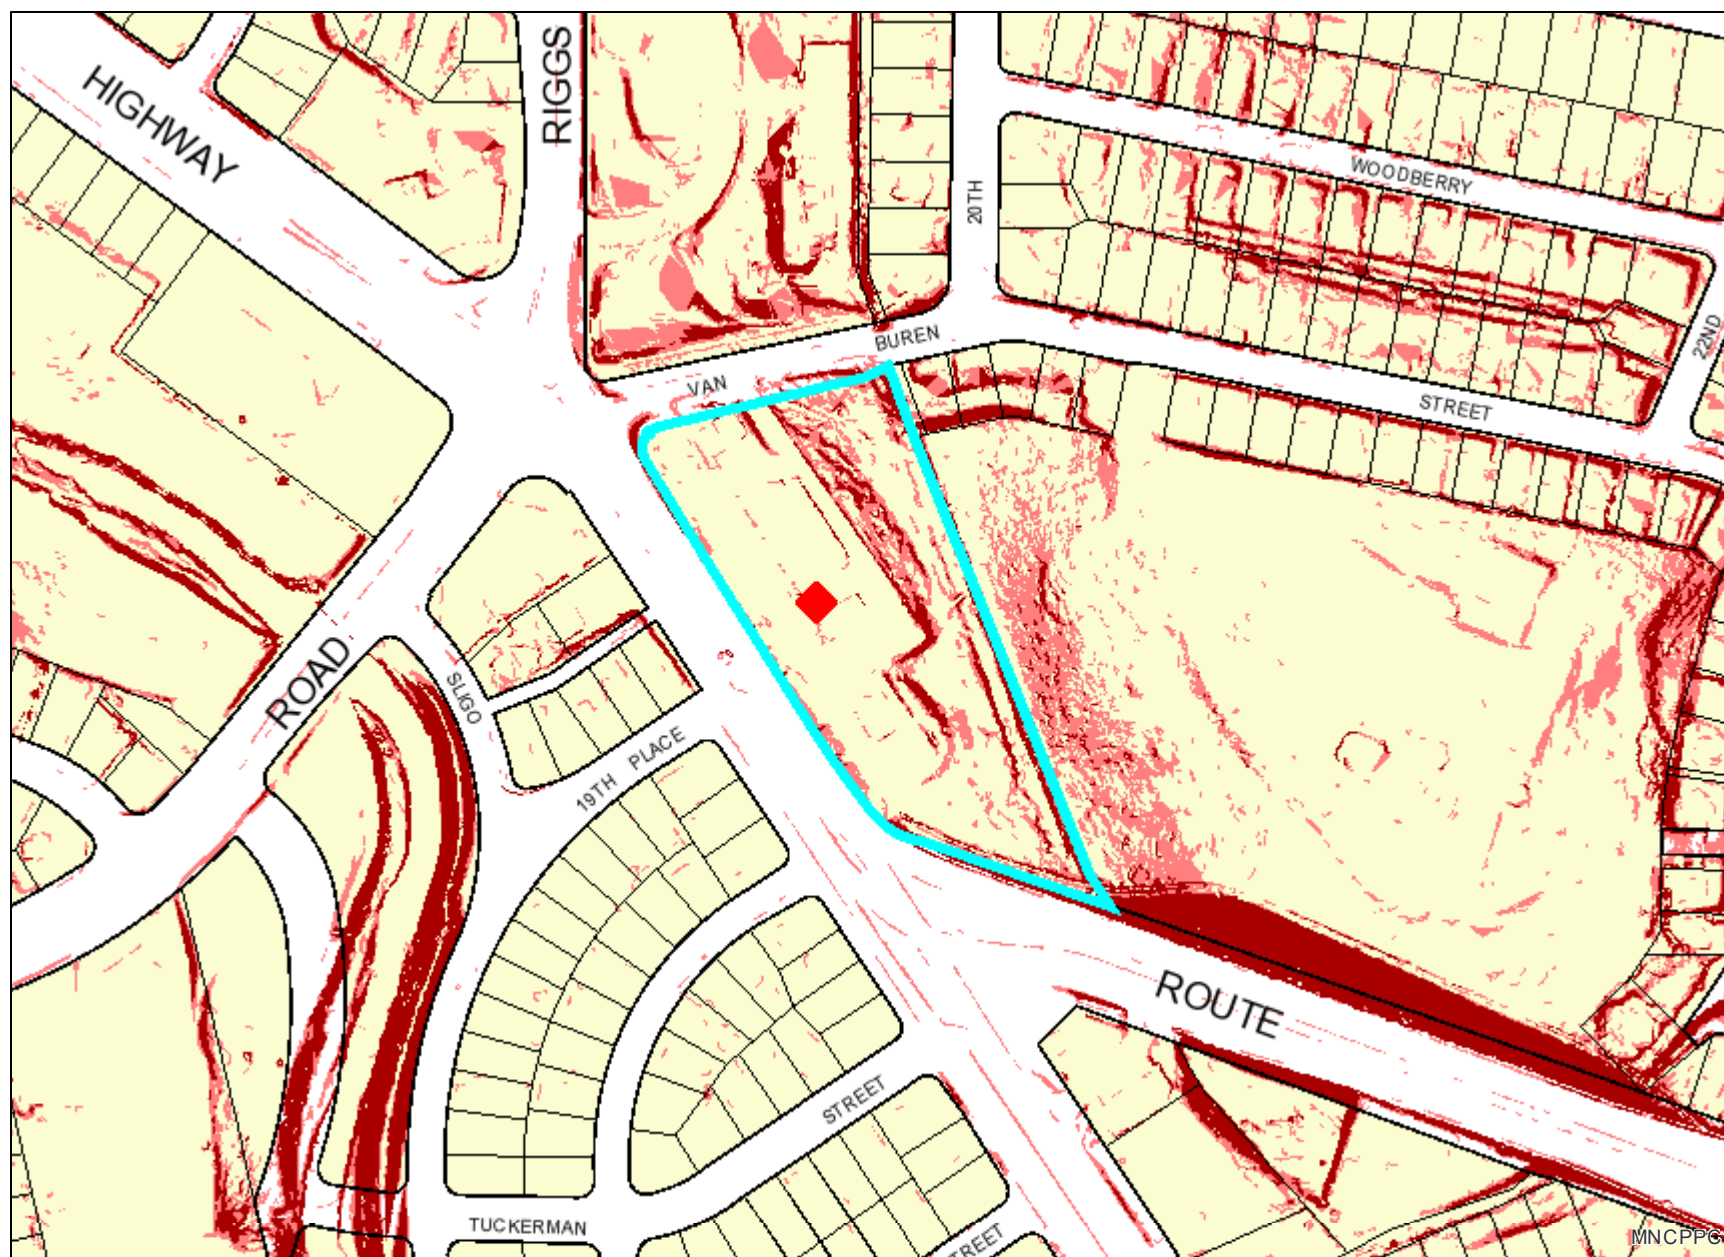 HIGHWAY
RIGGS
20TH
WOODBERRY
22ND
BUREN
VAN
STREET
ROAD
SLIGO
19TH PLACE
ROUTE
STREET
TUCKERMAN
STREET
MNCPPC